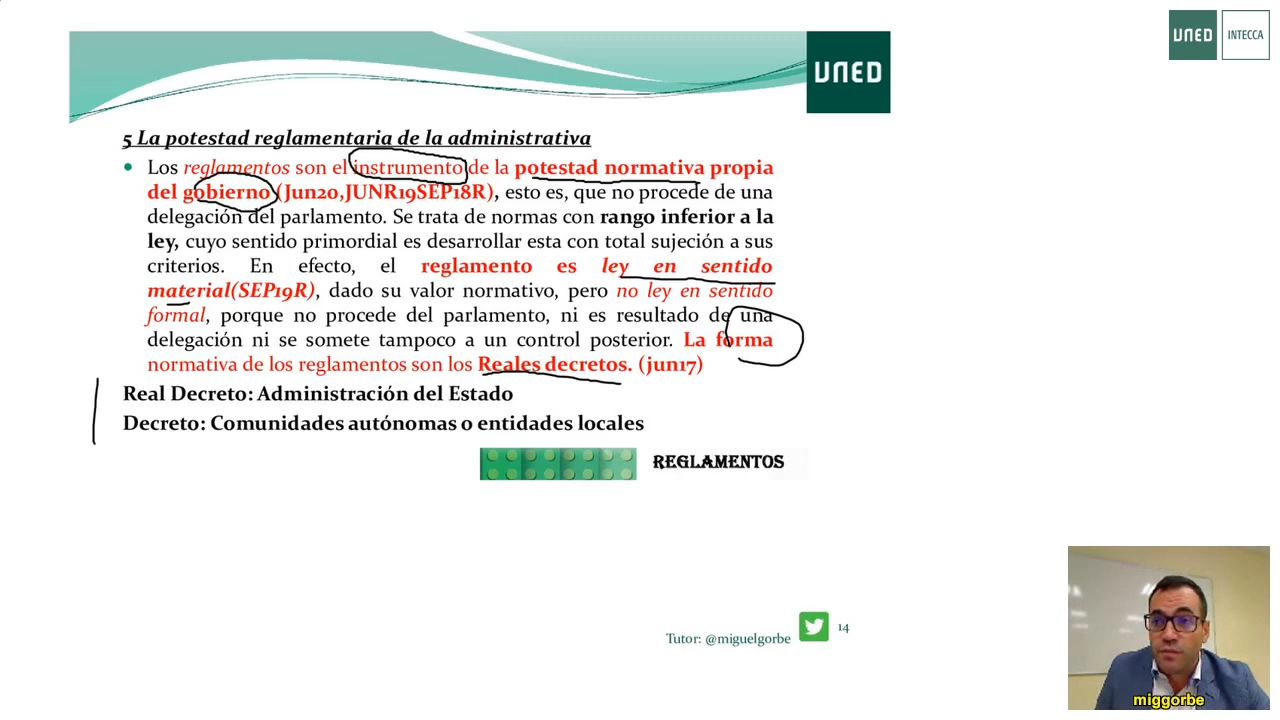 UNED INTECCA
UNED
5 La potestad reglamentaria de la administrativa
• Los reglamentos son el instrumento de la potestad normativa propia
del gobierno (Jun20,JUNR19SEP18R), esto es, que no procede de una
delegación del parlamento. Se trata de normas con rango inferior a la
ley, cuyo sentido primordial es desarrollar esta con total sujeción a sus
criterios. En efecto, el reglamento es ley en sentido
material(SEP19R), dado su valor normativo, pero no ley en sentido
formal, porque no procede del parlamento, ni es resultado de una
delegación ni se somete tampoco a un control posterior. La forma
normativa de los reglamentos son los Reales decretos. (jun17)
Real Decreto: Administración del Estado
Decreto: Comunidades autónomas o entidades locales
REGLAMENTOS
Tutor: @miguelgorbe
14
miggorbe